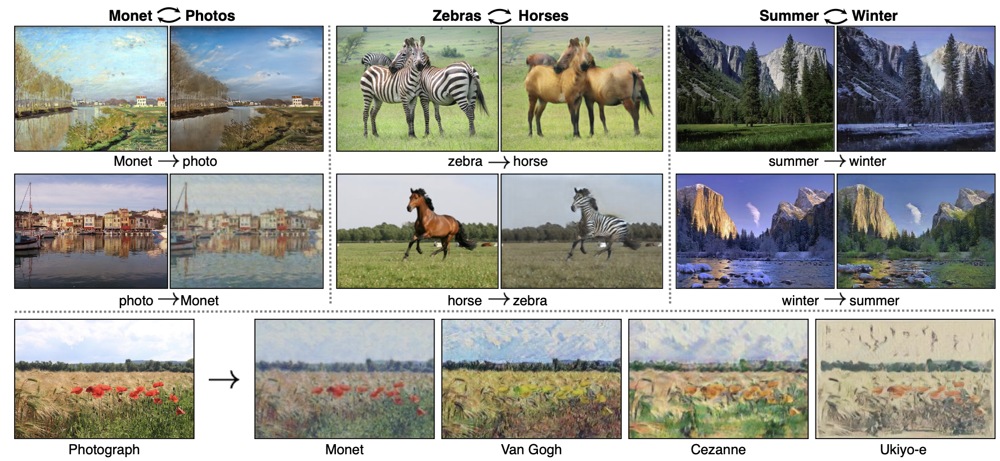 Monet Photos
Zebras Horses
Summer Winter
Monet → photo
zebra → horse
summer → winter
photo → Monet
horse → zebra
winter → summer
Photograph
Monet
Van Gogh
Cezanne
Ukiyo-e